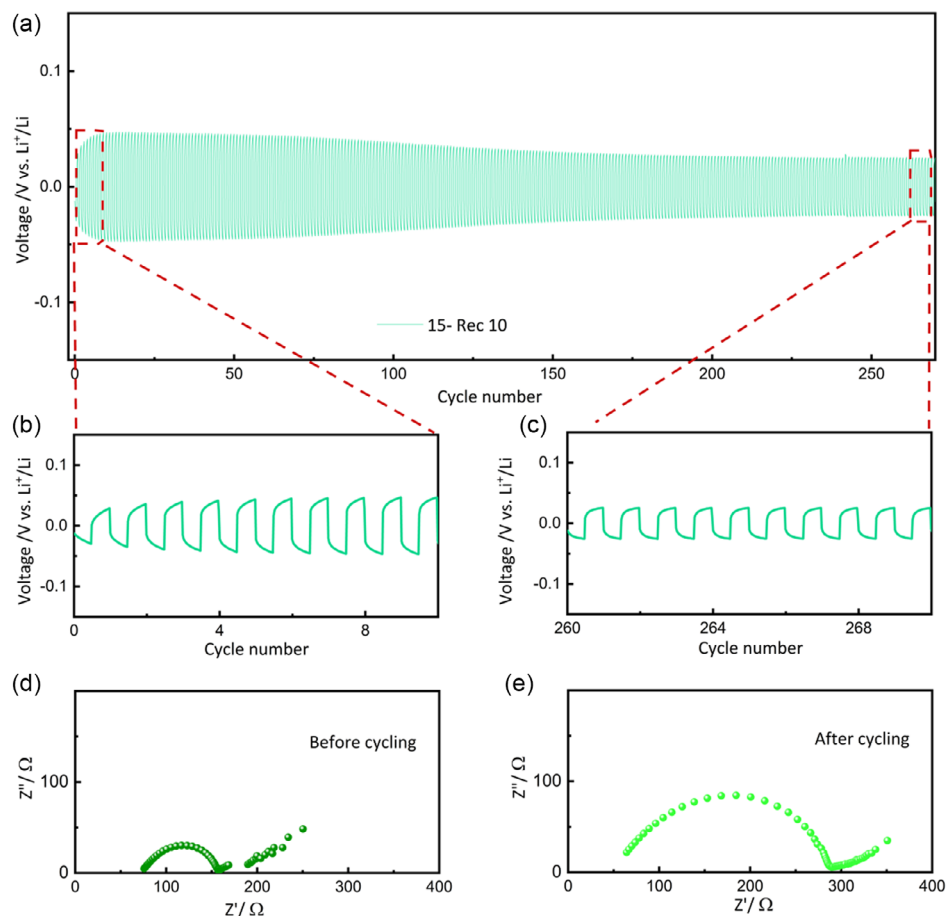 (a)
Voltage /V vs. Li⁺/Li
0.1
0.0
-0.1
15- Rec 10
0
50
100
150
200
250
Cycle number
(b)
Voltage /V vs. Li⁺/Li
0.1
0.0
-0.1
0
4
8
Cycle number
(c)
Voltage /V vs. Li⁺/Li
0.1
0.0
-0.1
260
264
268
Cycle number
(d)
Z"/ Ω
100
0
Before cycling
0
100
200
300
400
Z'/ Ω
(e)
Z"/ Ω
100
0
After cycling
0
100
200
300
400
Z'/ Ω